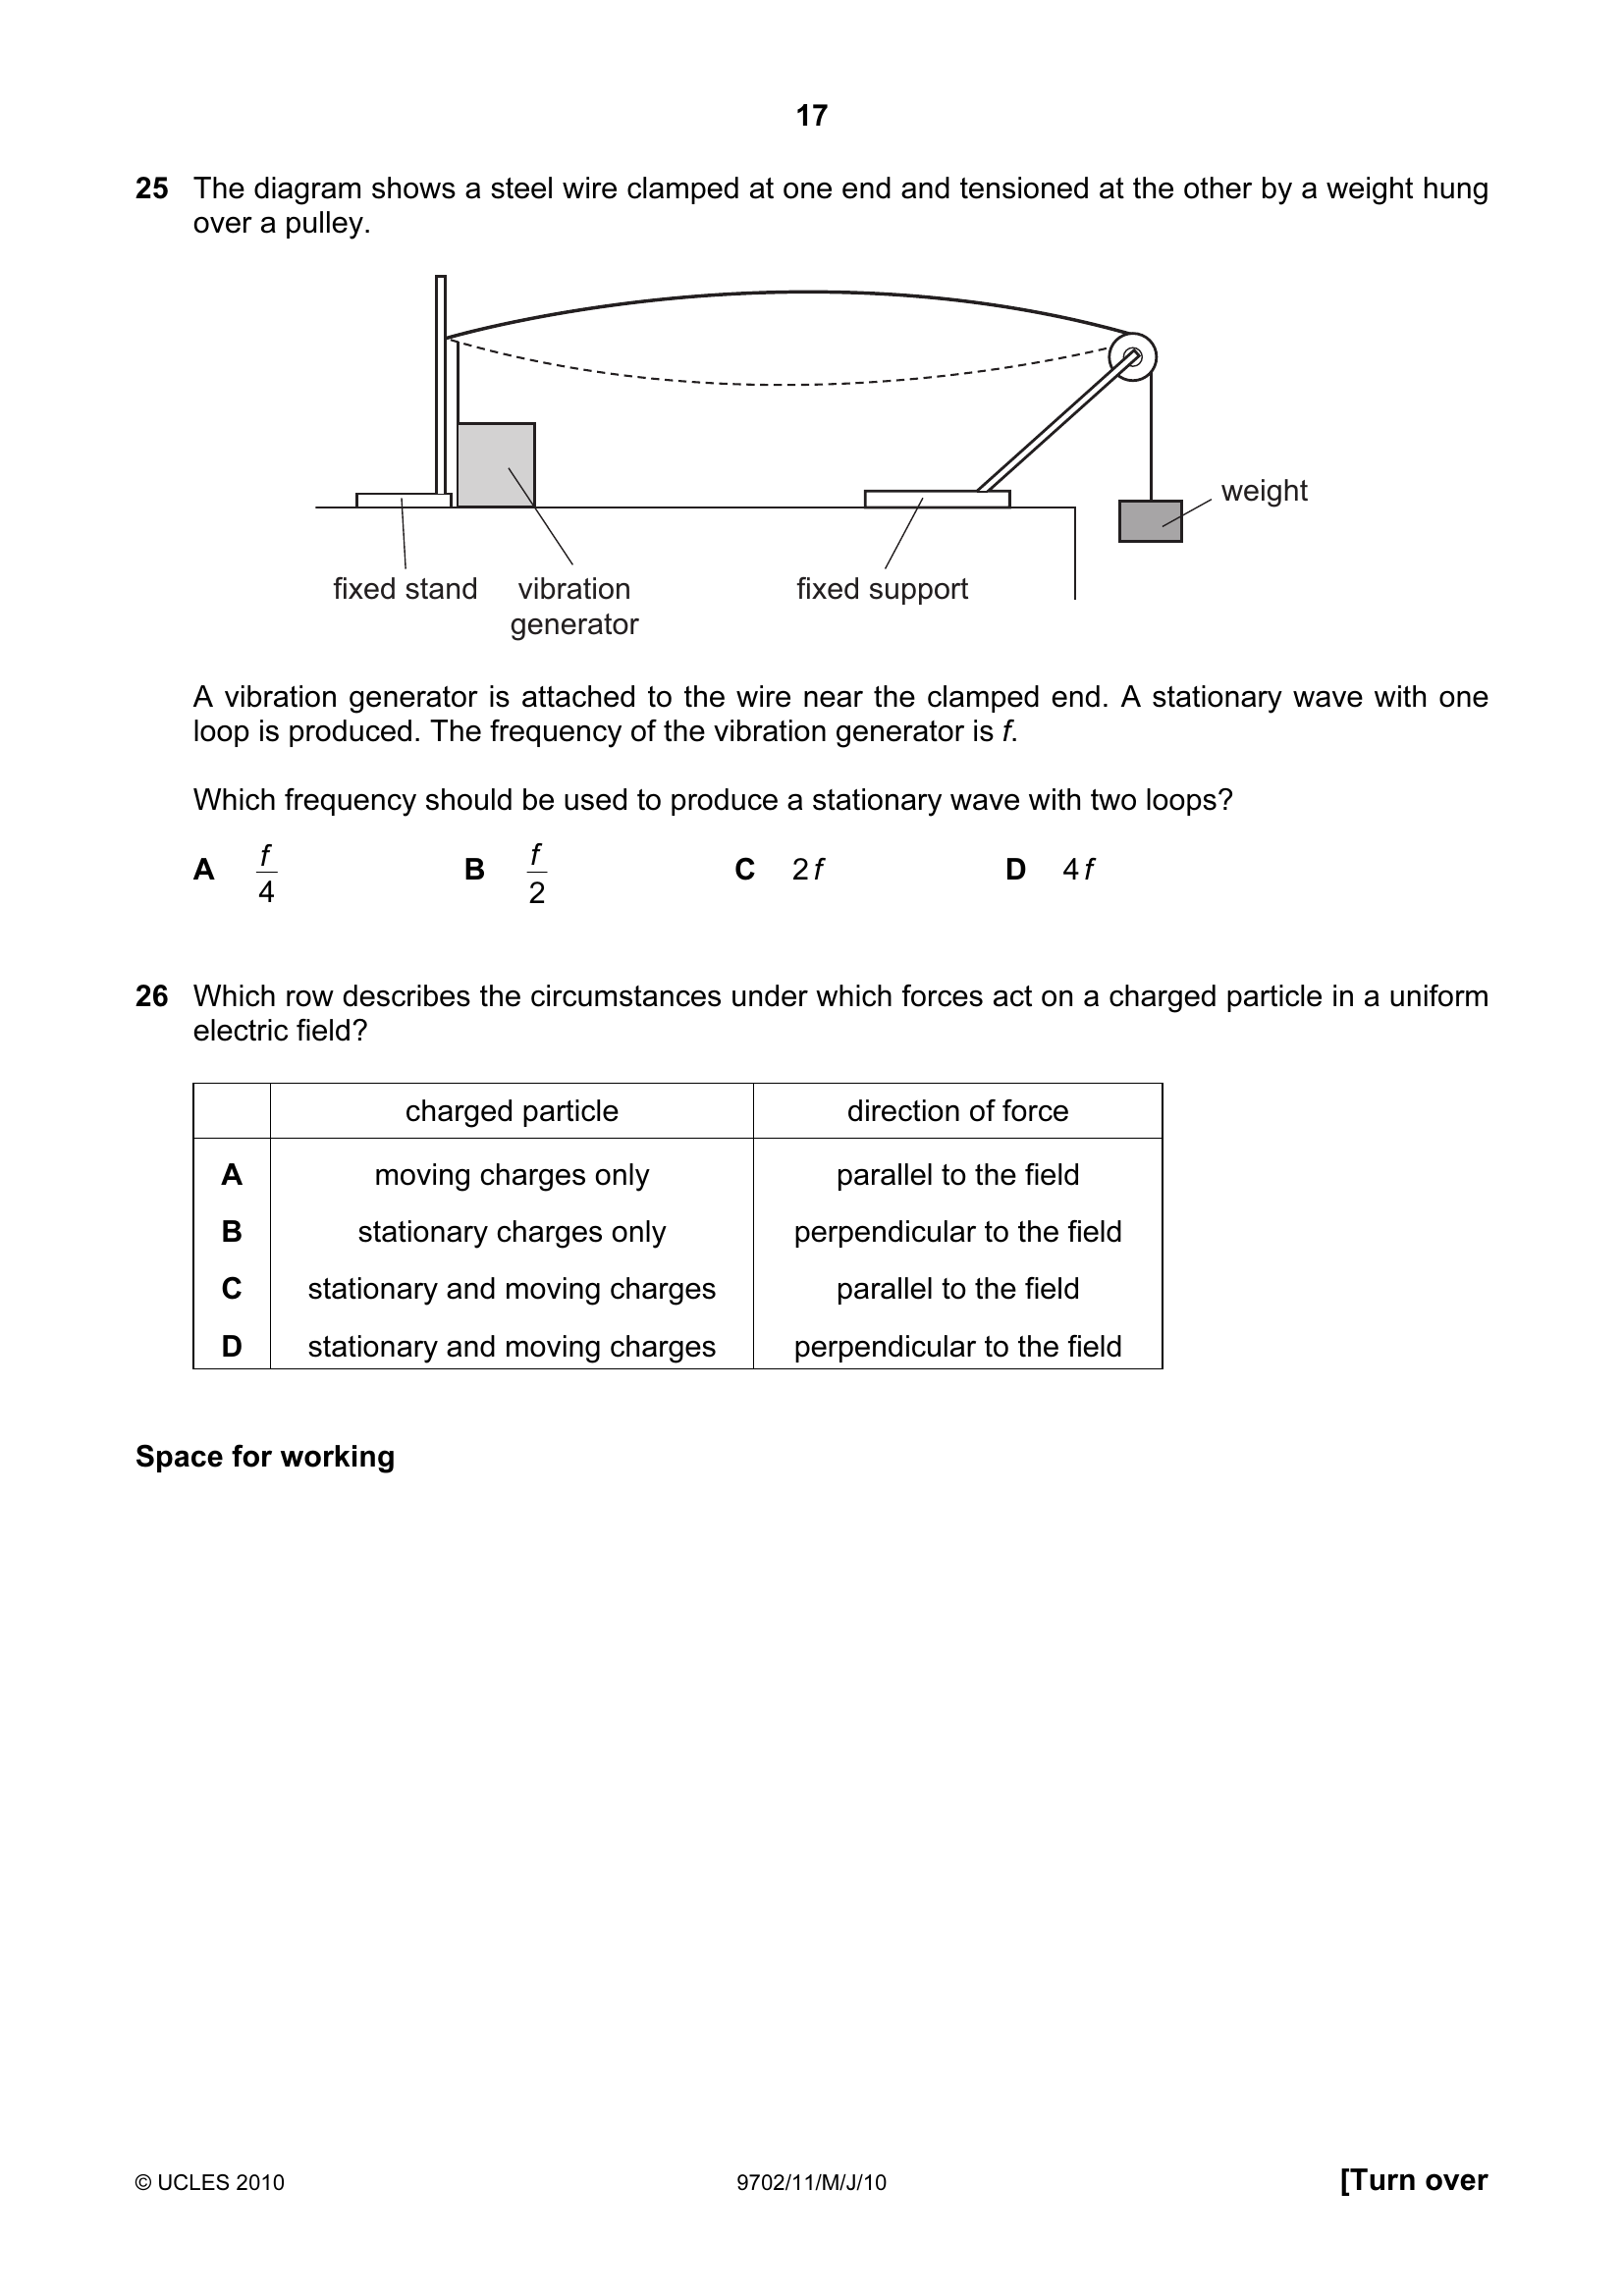 17
25 The diagram shows a steel wire clamped at one end and tensioned at the other by a weight hung
over a pulley.
weight
fixed stand vibration fixed support
generator
A vibration generator is attached to the wire near the clamped end. A stationary wave with one
loop is produced. The frequency of the vibration generator is f.
Which frequency should be used to produce a stationary wave with two loops?
A f/4 B f/2 C 2f D 4f
26 Which row describes the circumstances under which forces act on a charged particle in a uniform
electric field?
charged particle direction of force
A moving charges only parallel to the field
B stationary charges only perpendicular to the field
C stationary and moving charges parallel to the field
D stationary and moving charges perpendicular to the field
Space for working
© UCLES 2010 9702/11/M/J/10 [Turn over